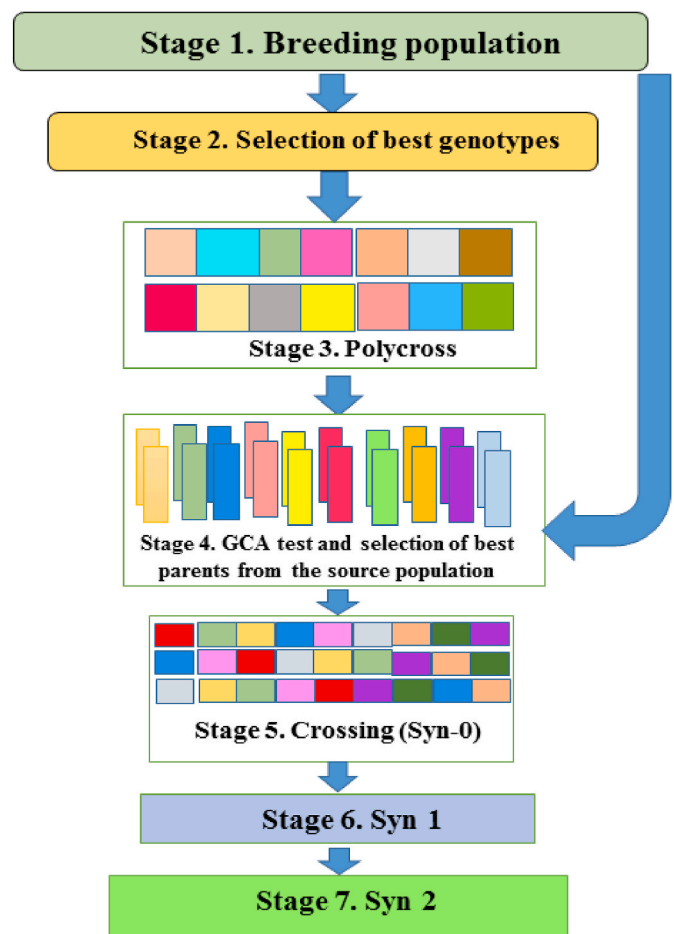 Stage 1. Breeding population
Stage 2. Selection of best genotypes
Stage 3. Polycross
Stage 4. GCA test and selection of best
parents from the source population
Stage 5. Crossing (Syn-0)
Stage 6. Syn 1
Stage 7. Syn 2